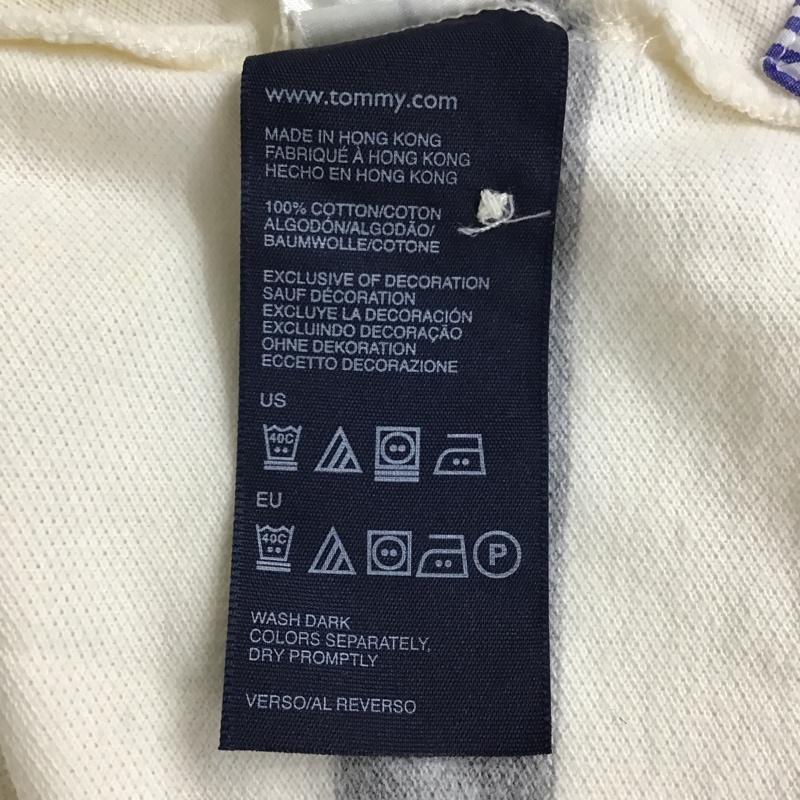 www.tommy.com
MADE IN HONG KONG
FABRIQUÉ À HONG KONG
HECHO EN HONG KONG
100% COTTON/COTON
ALGODÓN/ALGODÃO/
BAUMWOLLE/COTONE
EXCLUSIVE OF DECORATION
SAUF DÉCORATION
EXCLUYE LA DECORACIÓN
EXCLUINDO DECORAÇÃO
OHNE DEKORATION
ECCETTO DECORAZIONE
US
40C
EU
40C P
WASH DARK
COLORS SEPARATELY,
DRY PROMPTLY
VERSO/AL REVERSO